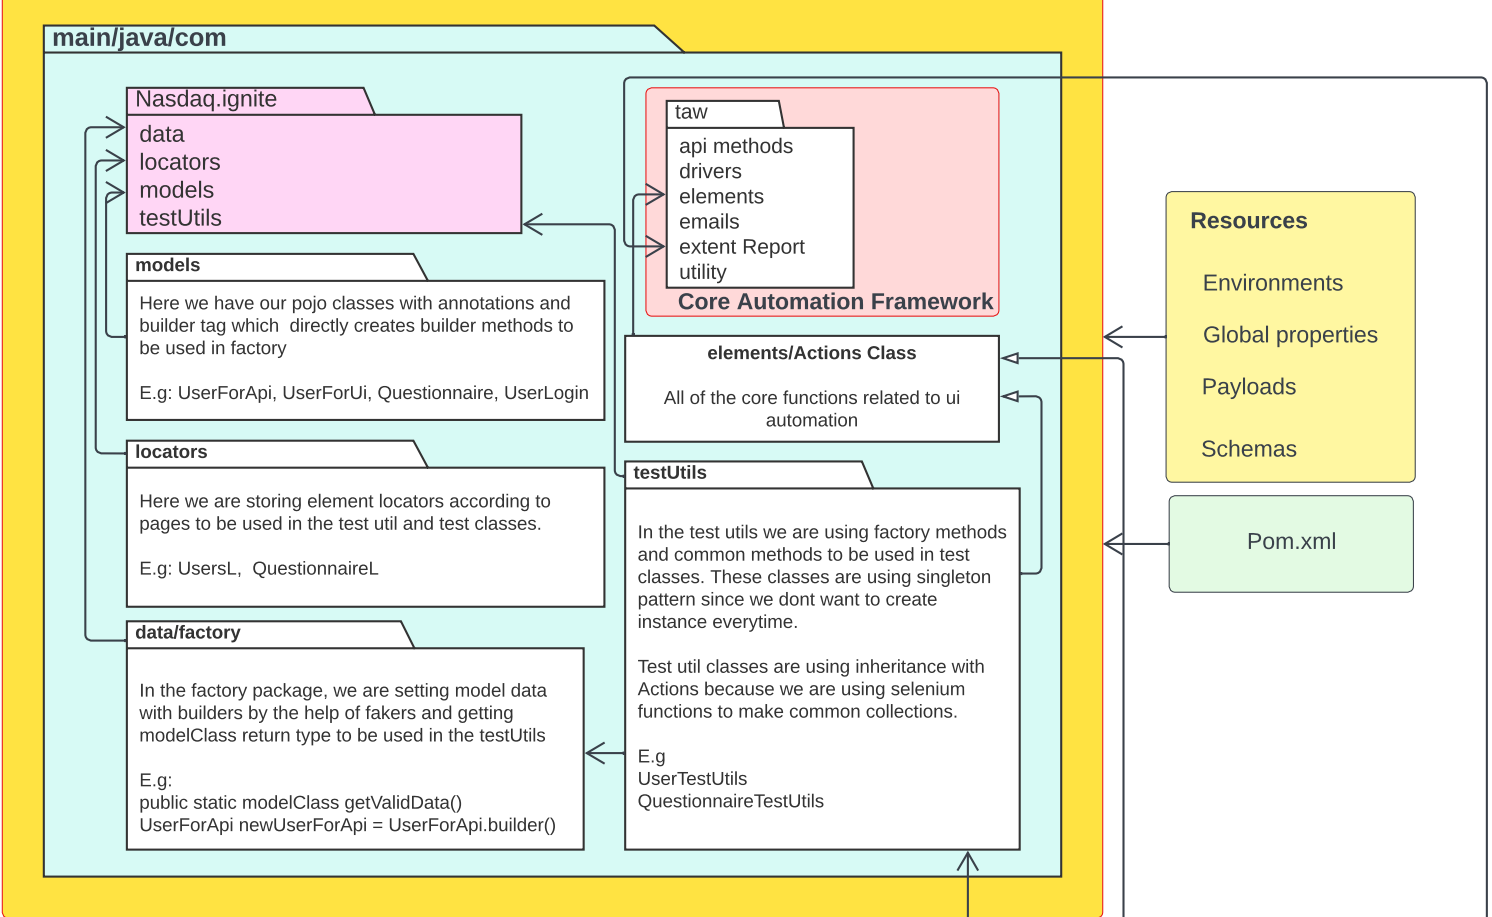 main/java/com
Nasdaq.ignite
data
locators
models
testUtils
models
Here we have our pojo classes with annotations and
builder tag which  directly creates builder methods to
be used in factory
E.g: UserForApi, UserForUi, Questionnaire, UserLogin
locators
Here we are storing element locators according to
pages to be used in the test util and test classes.
E.g: UsersL,  QuestionnaireL
data/factory
In the factory package, we are setting model data
with builders by the help of fakers and getting
modelClass return type to be used in the testUtils
E.g:
public static modelClass getValidData()
UserForApi newUserForApi = UserForApi.builder()
taw
api methods
drivers
elements
emails
extent Report
utility
Core Automation Framework
elements/Actions Class
All of the core functions related to ui
automation
testUtils
In the test utils we are using factory methods
and common methods to be used in test
classes. These classes are using singleton
pattern since we dont want to create
instance everytime.
Test util classes are using inheritance with
Actions because we are using selenium
functions to make common collections.
E.g
UserTestUtils
QuestionnaireTestUtils
Resources
Environments
Global properties
Payloads
Schemas
Pom.xml